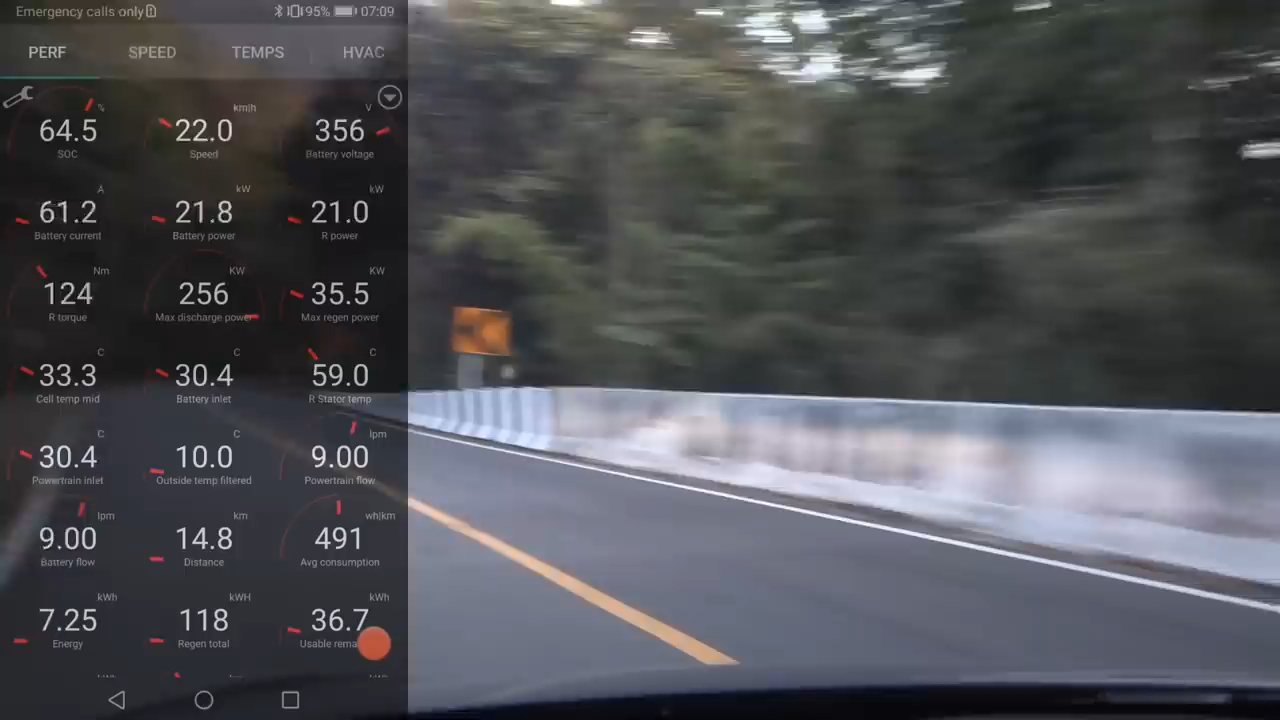 Emergency calls only
95% 07:09
PERF SPEED TEMPS HVAC
% km|h V
64.5 22.0 356
SOC Speed Battery voltage
A kW kW
61.2 21.8 21.0
Battery current Battery power R power
Nm KW KW
124 256 35.5
R torque Max discharge power Max regen power
C C C
33.3 30.4 59.0
Cell temp mid Battery inlet R Stator temp
C C lpm
30.4 10.0 9.00
Powertrain inlet Outside temp filtered Powertrain flow
lpm km wh|km
9.00 14.8 491
Battery flow Distance Avg consumption
kWh kWH kWh
7.25 118 36.7
Energy Regen total Usable rema